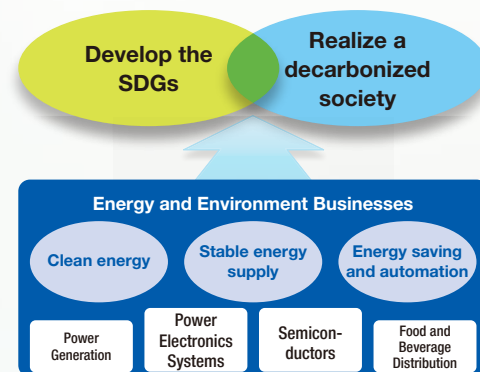 Develop the
SDGs
Realize a
decarbonized
society
Energy and Environment Businesses
Clean energy
Stable energy
supply
Energy saving
and automation
Power
Generation
Power
Electronics
Systems
Semicon-
ductors
Food and
Beverage
Distribution